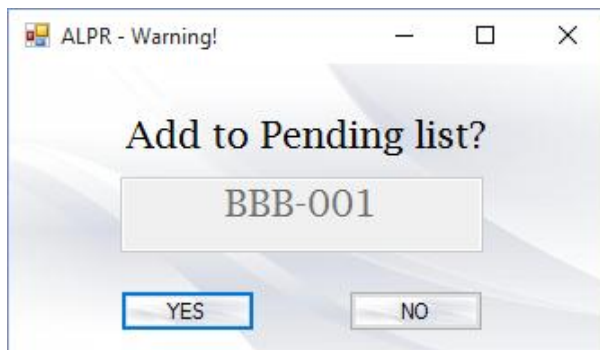 ALPR - Warning!
Add to Pending list?
BBB-001
YES NO